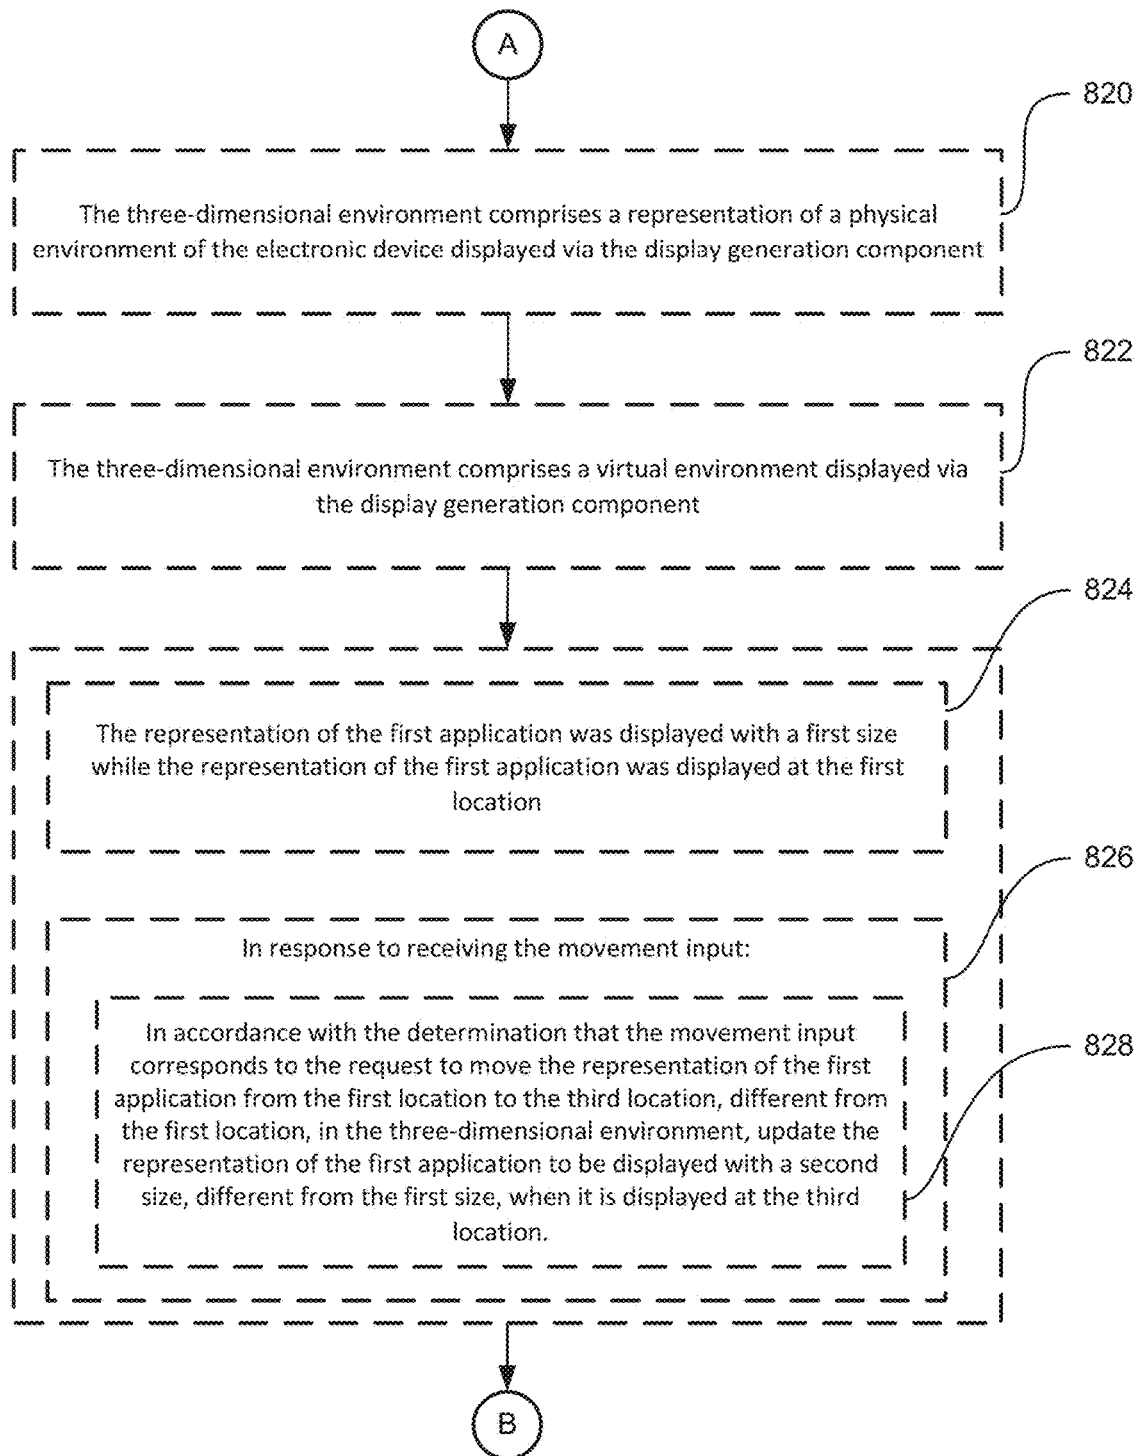 A
820
The three-dimensional environment comprises a representation of a physical
environment of the electronic device displayed via the display generation component
822
The three-dimensional environment comprises a virtual environment displayed via
the display generation component
824
The representation of the first application was displayed with a first size
while the representation of the first application was displayed at the first
location
826
In response to receiving the movement input:
828
In accordance with the determination that the movement input
corresponds to the request to move the representation of the first
application from the first location to the third location, different from
the first location, in the three-dimensional environment, update the
representation of the first application to be displayed with a second
size, different from the first size, when it is displayed at the third
location.
B